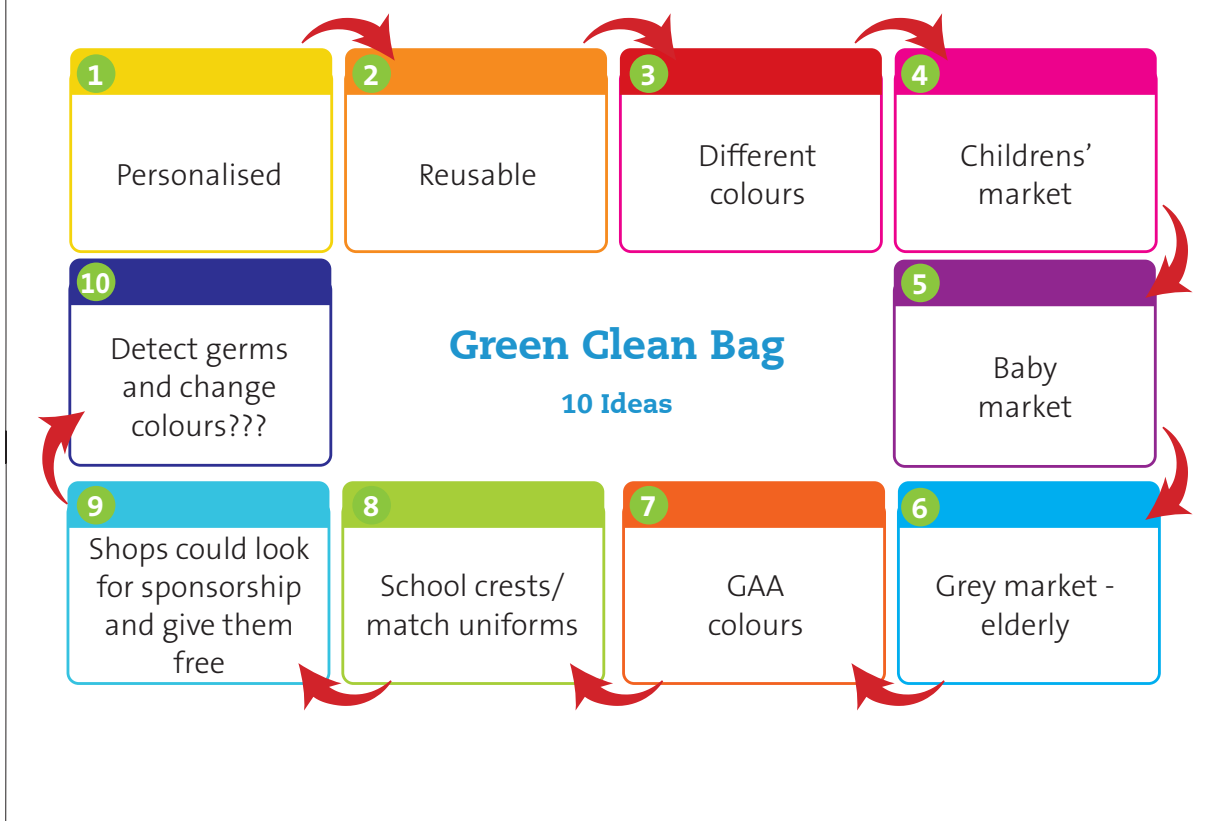 1
Personalised
2
Reusable
3
Different
colours
4
Childrens’
market
5
Baby
market
6
Grey market -
elderly
7
GAA
colours
8
School crests/
match uniforms
9
Shops could look
for sponsorship
and give them
free
10
Detect germs
and change
colours???
Green Clean Bag
10 Ideas